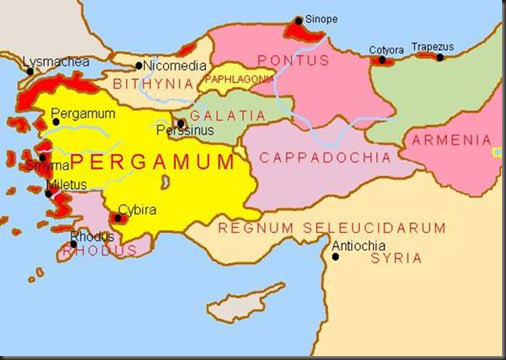 Sinope
Lysmachea
Nicomedia
PONTUS
Cotyora
Trapezus
BITHYNIA
PAPHLAGONIA
Pergamum
GALATIA
Perssinus
ARMENIA
PERGAMUM
CAPPADOCHIA
Smyrna
Miletus
Cybira
REGNUM SELEUCIDARUM
Rhodus
RHODUS
Antiochia
SYRIA